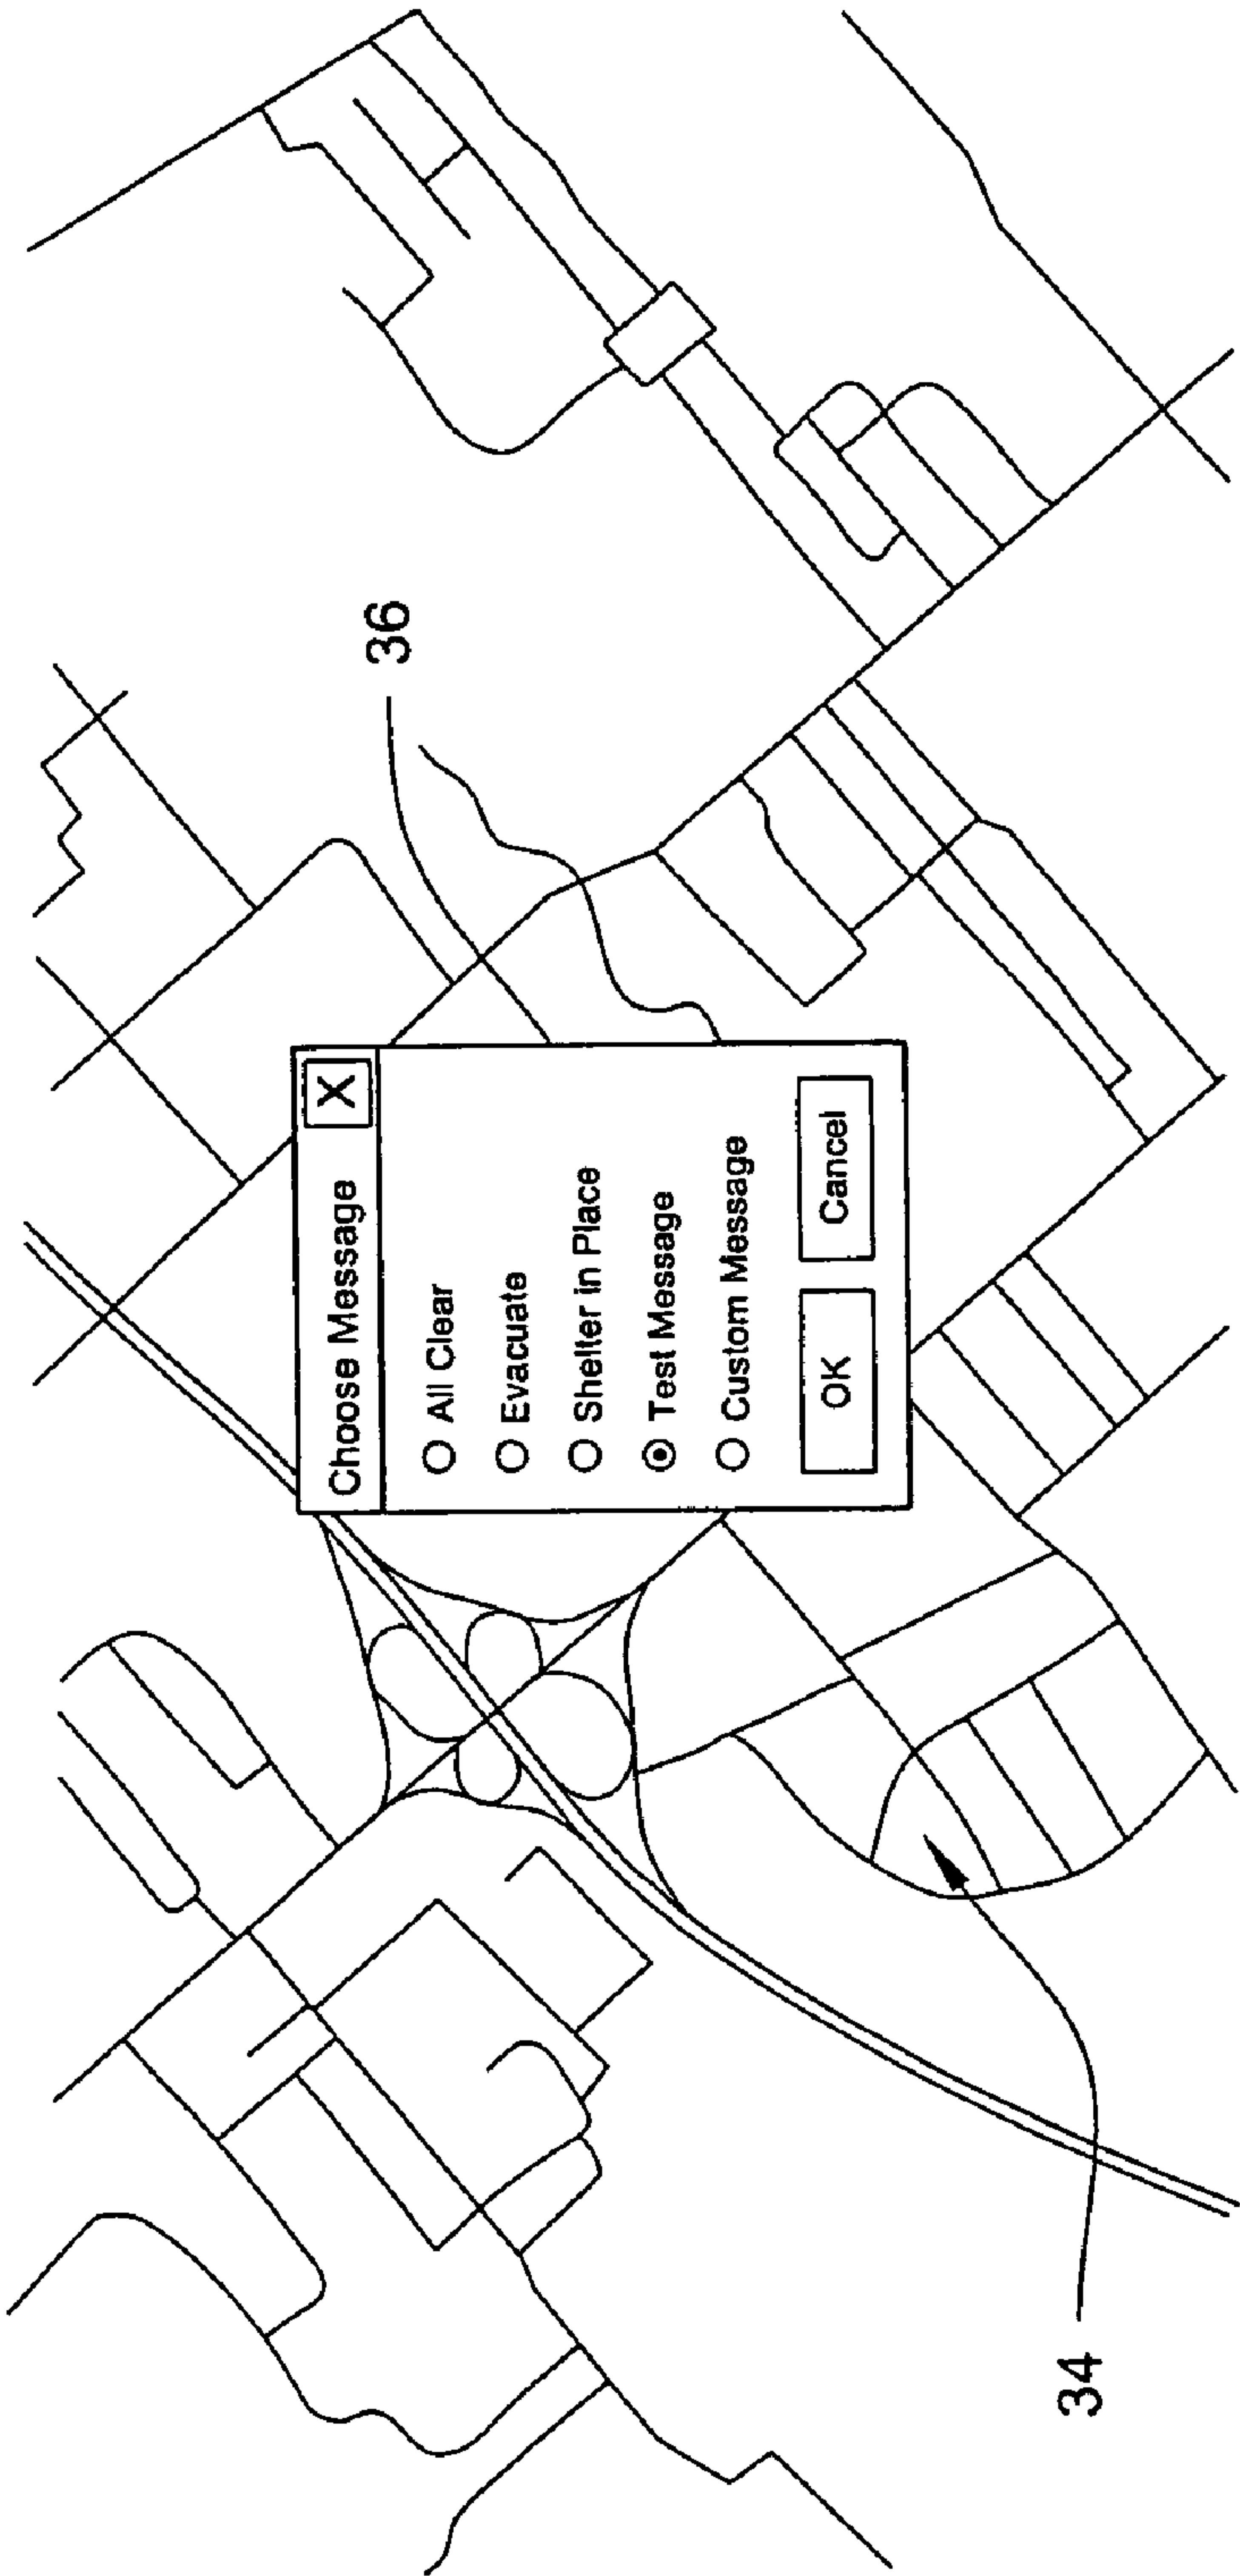 36
Choose Message X
All Clear
Evacuate
Shelter in Place
Test Message
Custom Message
OK Cancel
34